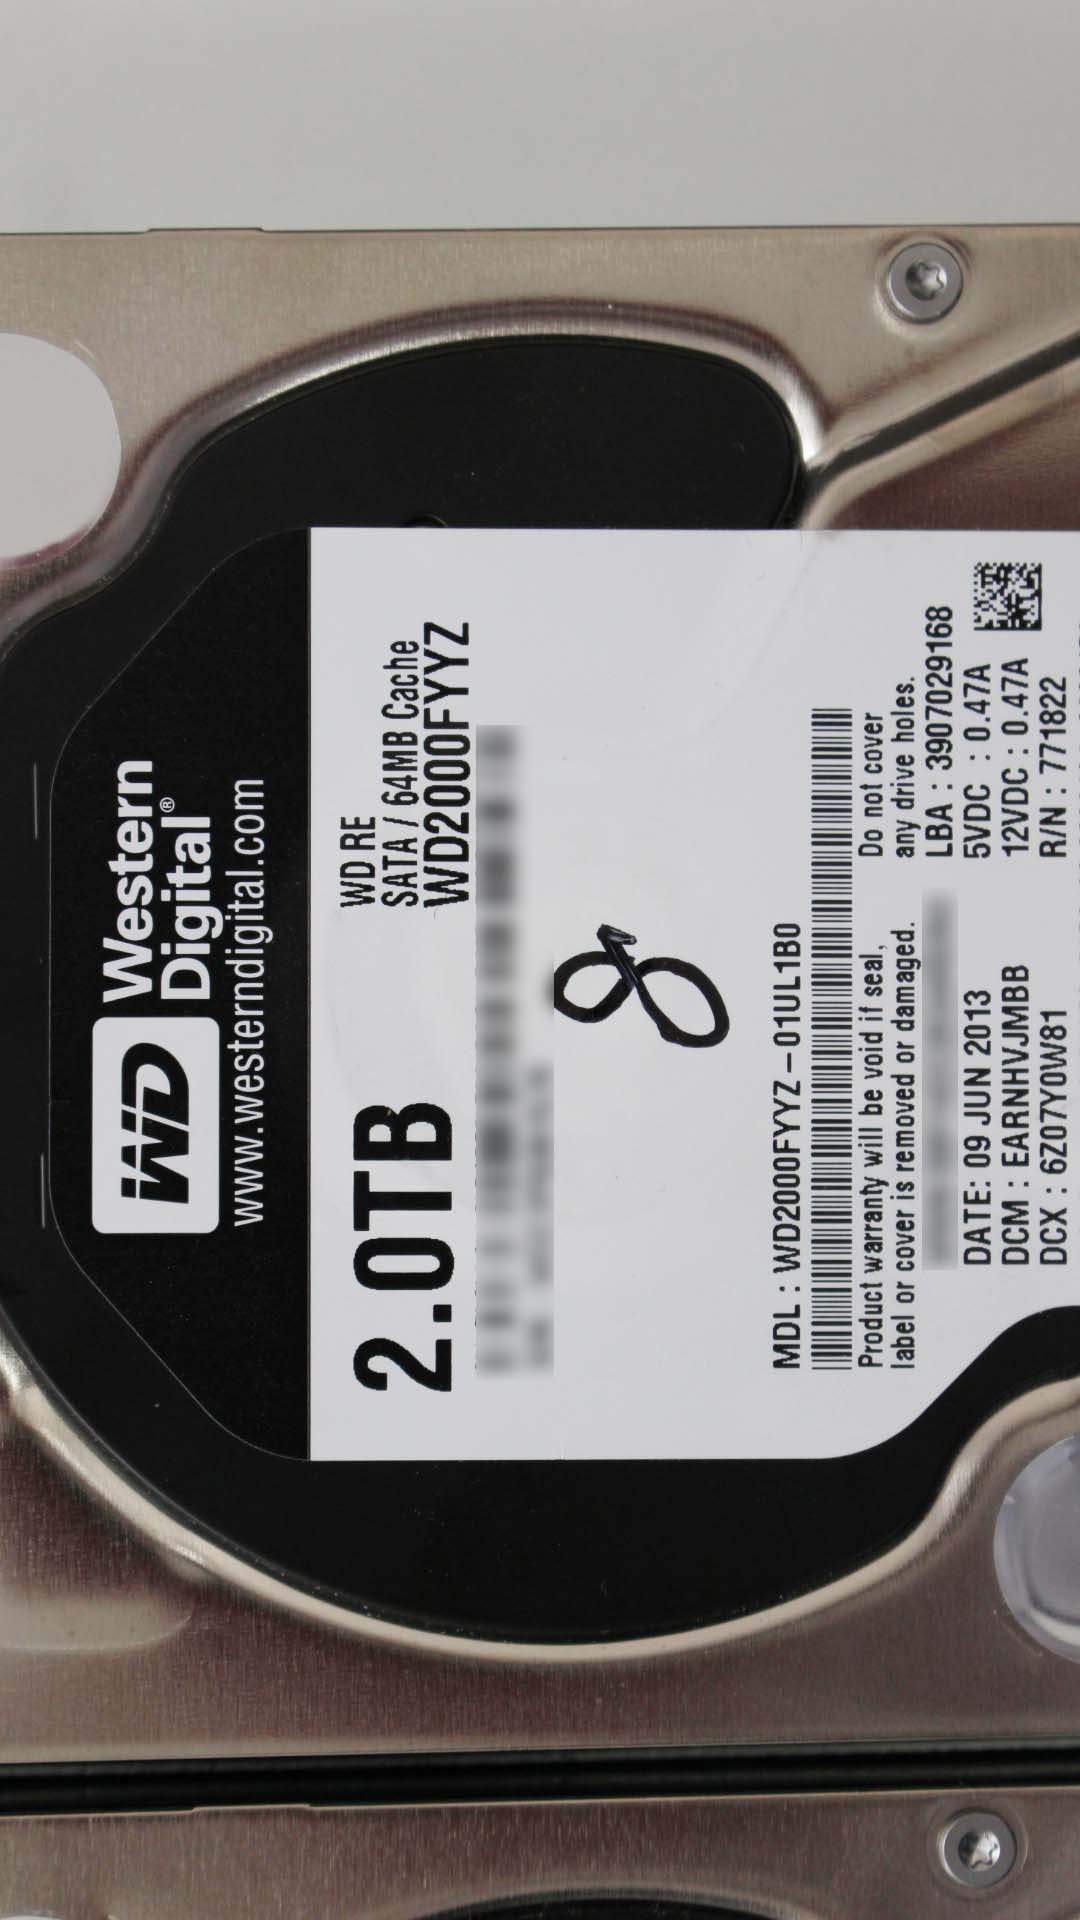 Western
Digital®
WD
www.westerndigital.com
WD RE
SATA / 64MB Cache
2.0TB WD2000FYYZ
8
MDL : WD2000FYYZ-01UL1B0
Product warranty will be void if seal,
label or cover is removed or damaged.
Do not cover
any drive holes.
LBA : 3907029168
DATE: 09 JUN 2013 5VDC : 0.47A
DCM : EARNHVJMBB 12VDC : 0.47A
DCX : 6Z07Y0W81 R/N : 771822